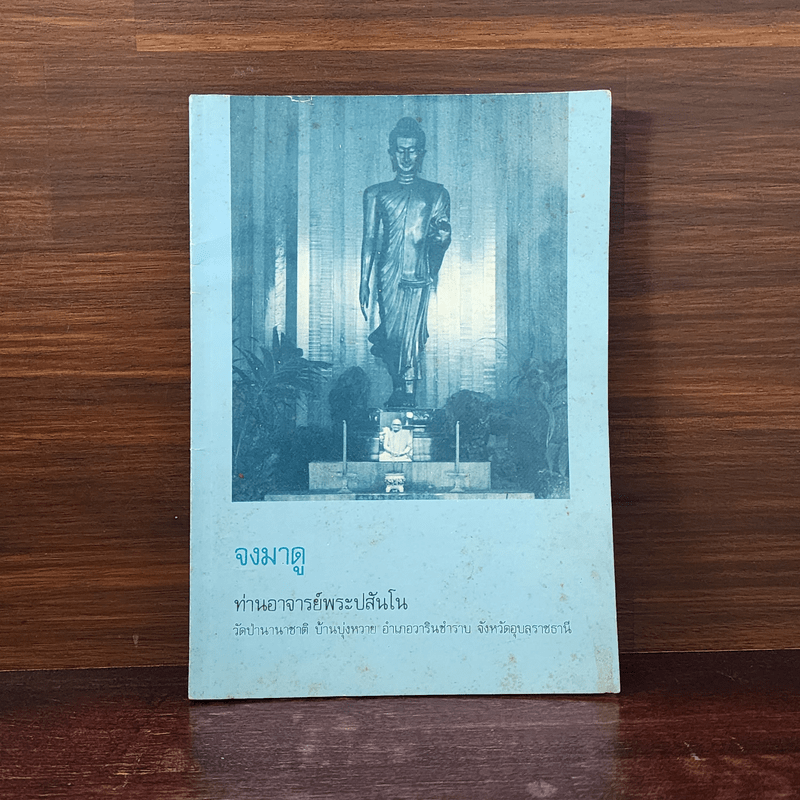 จงมาดู
ท่านอาจารย์พระปสันโน
วัดป่านานาชาติ บ้านบุ่งหวาย อำเภอวารินชำราบ จังหวัดอุบลราชธานี